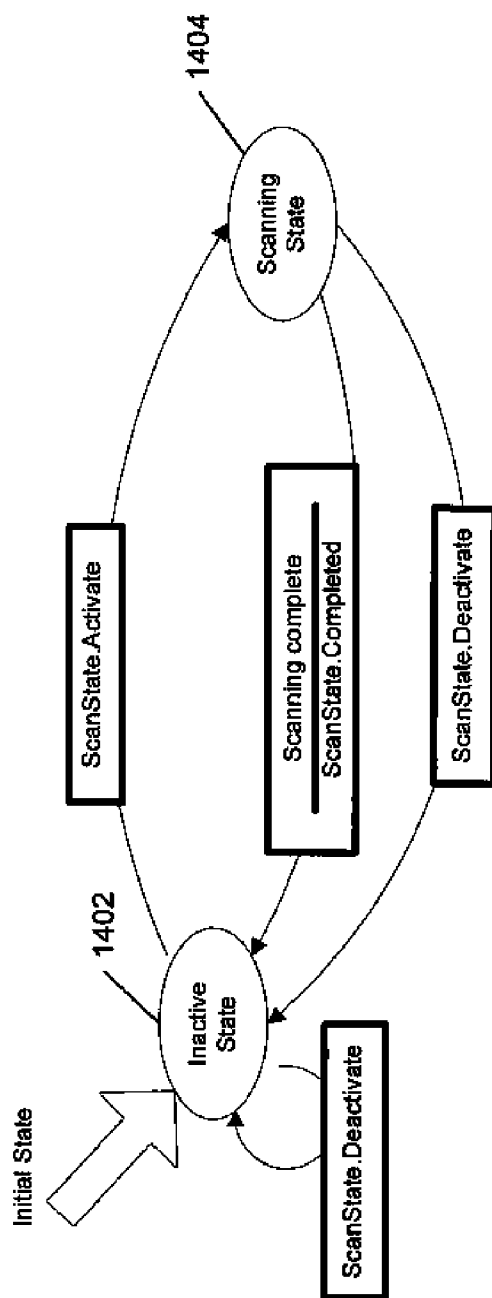 Initial State
1402
Inactive
State
ScanState.Activate
1404
Scanning
State
Scanning complete
ScanState.Completed
ScanState.Deactivate
ScanState.Deactivate